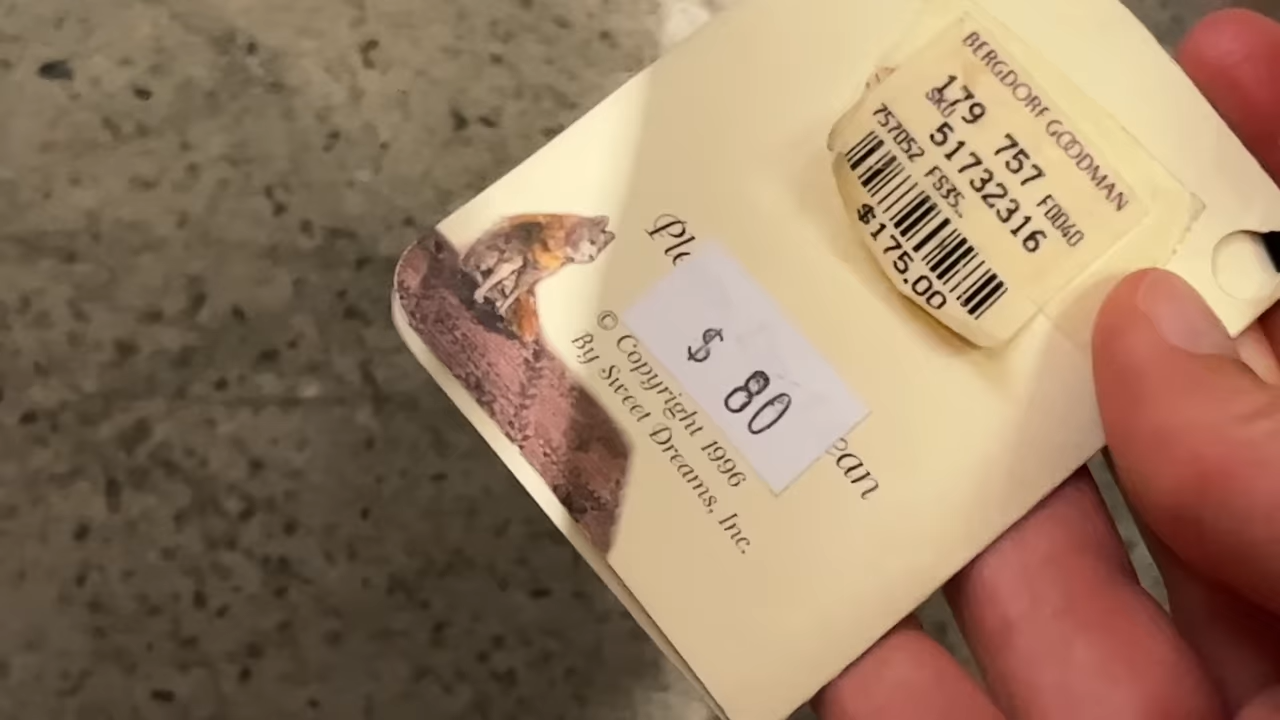 BERGDORF GOODMAN
179 757 F0040
SKU 51732316
757052 FS35
$175.00
$ 80
© Copyright 1996
By Sweet Dreams, Inc.